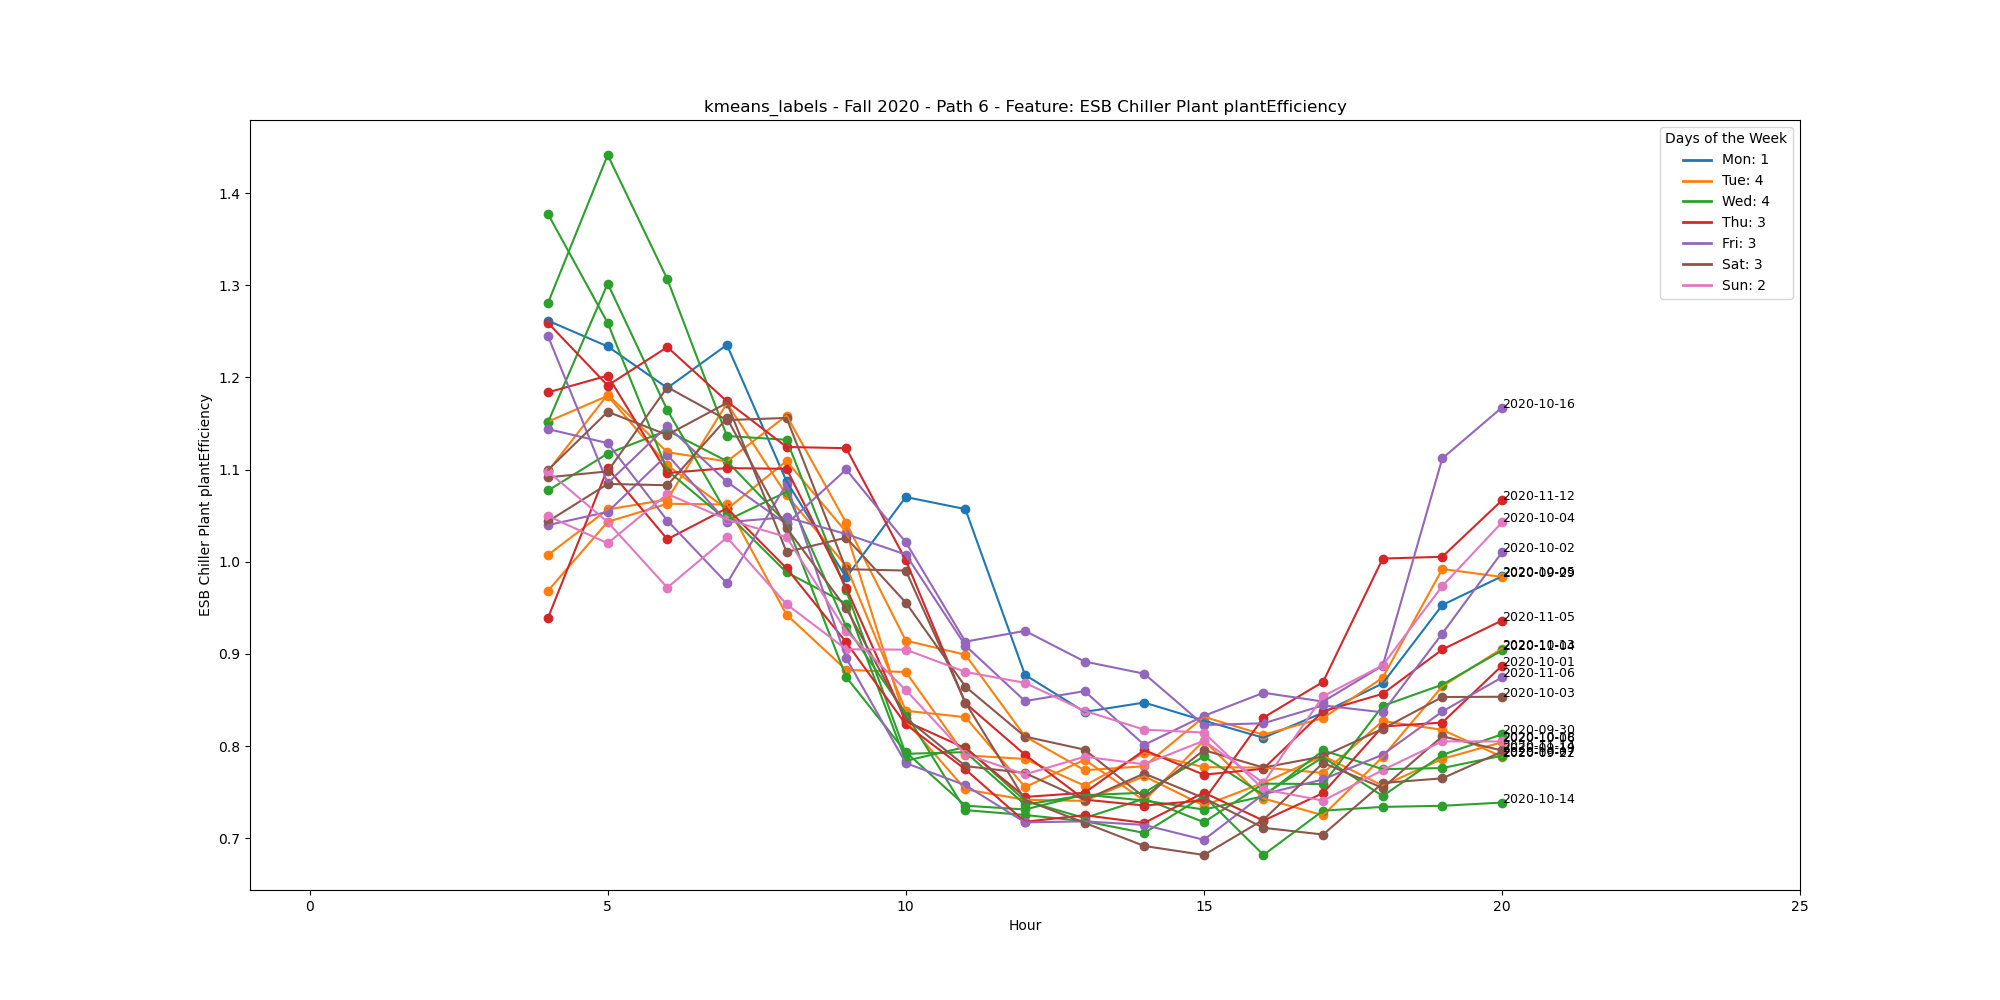 kmeans_labels - Fall 2020 - Path 6 - Feature: ESB Chiller Plant plantEfficiency
Days of the Week
Mon: 1
Tue: 4
Wed: 4
Thu: 3
Fri: 3
Sat: 3
Sun: 2
1.4
1.3
1.2
1.1
1.0
0.9
0.8
0.7
ESB Chiller Plant plantEfficiency
2020-10-16
2020-11-12
2020-10-04
2020-10-02
2020-11-05
2020-10-01
2020-11-06
2020-10-03
2020-09-30
2020-10-14
0
5
10
15
20
25
Hour